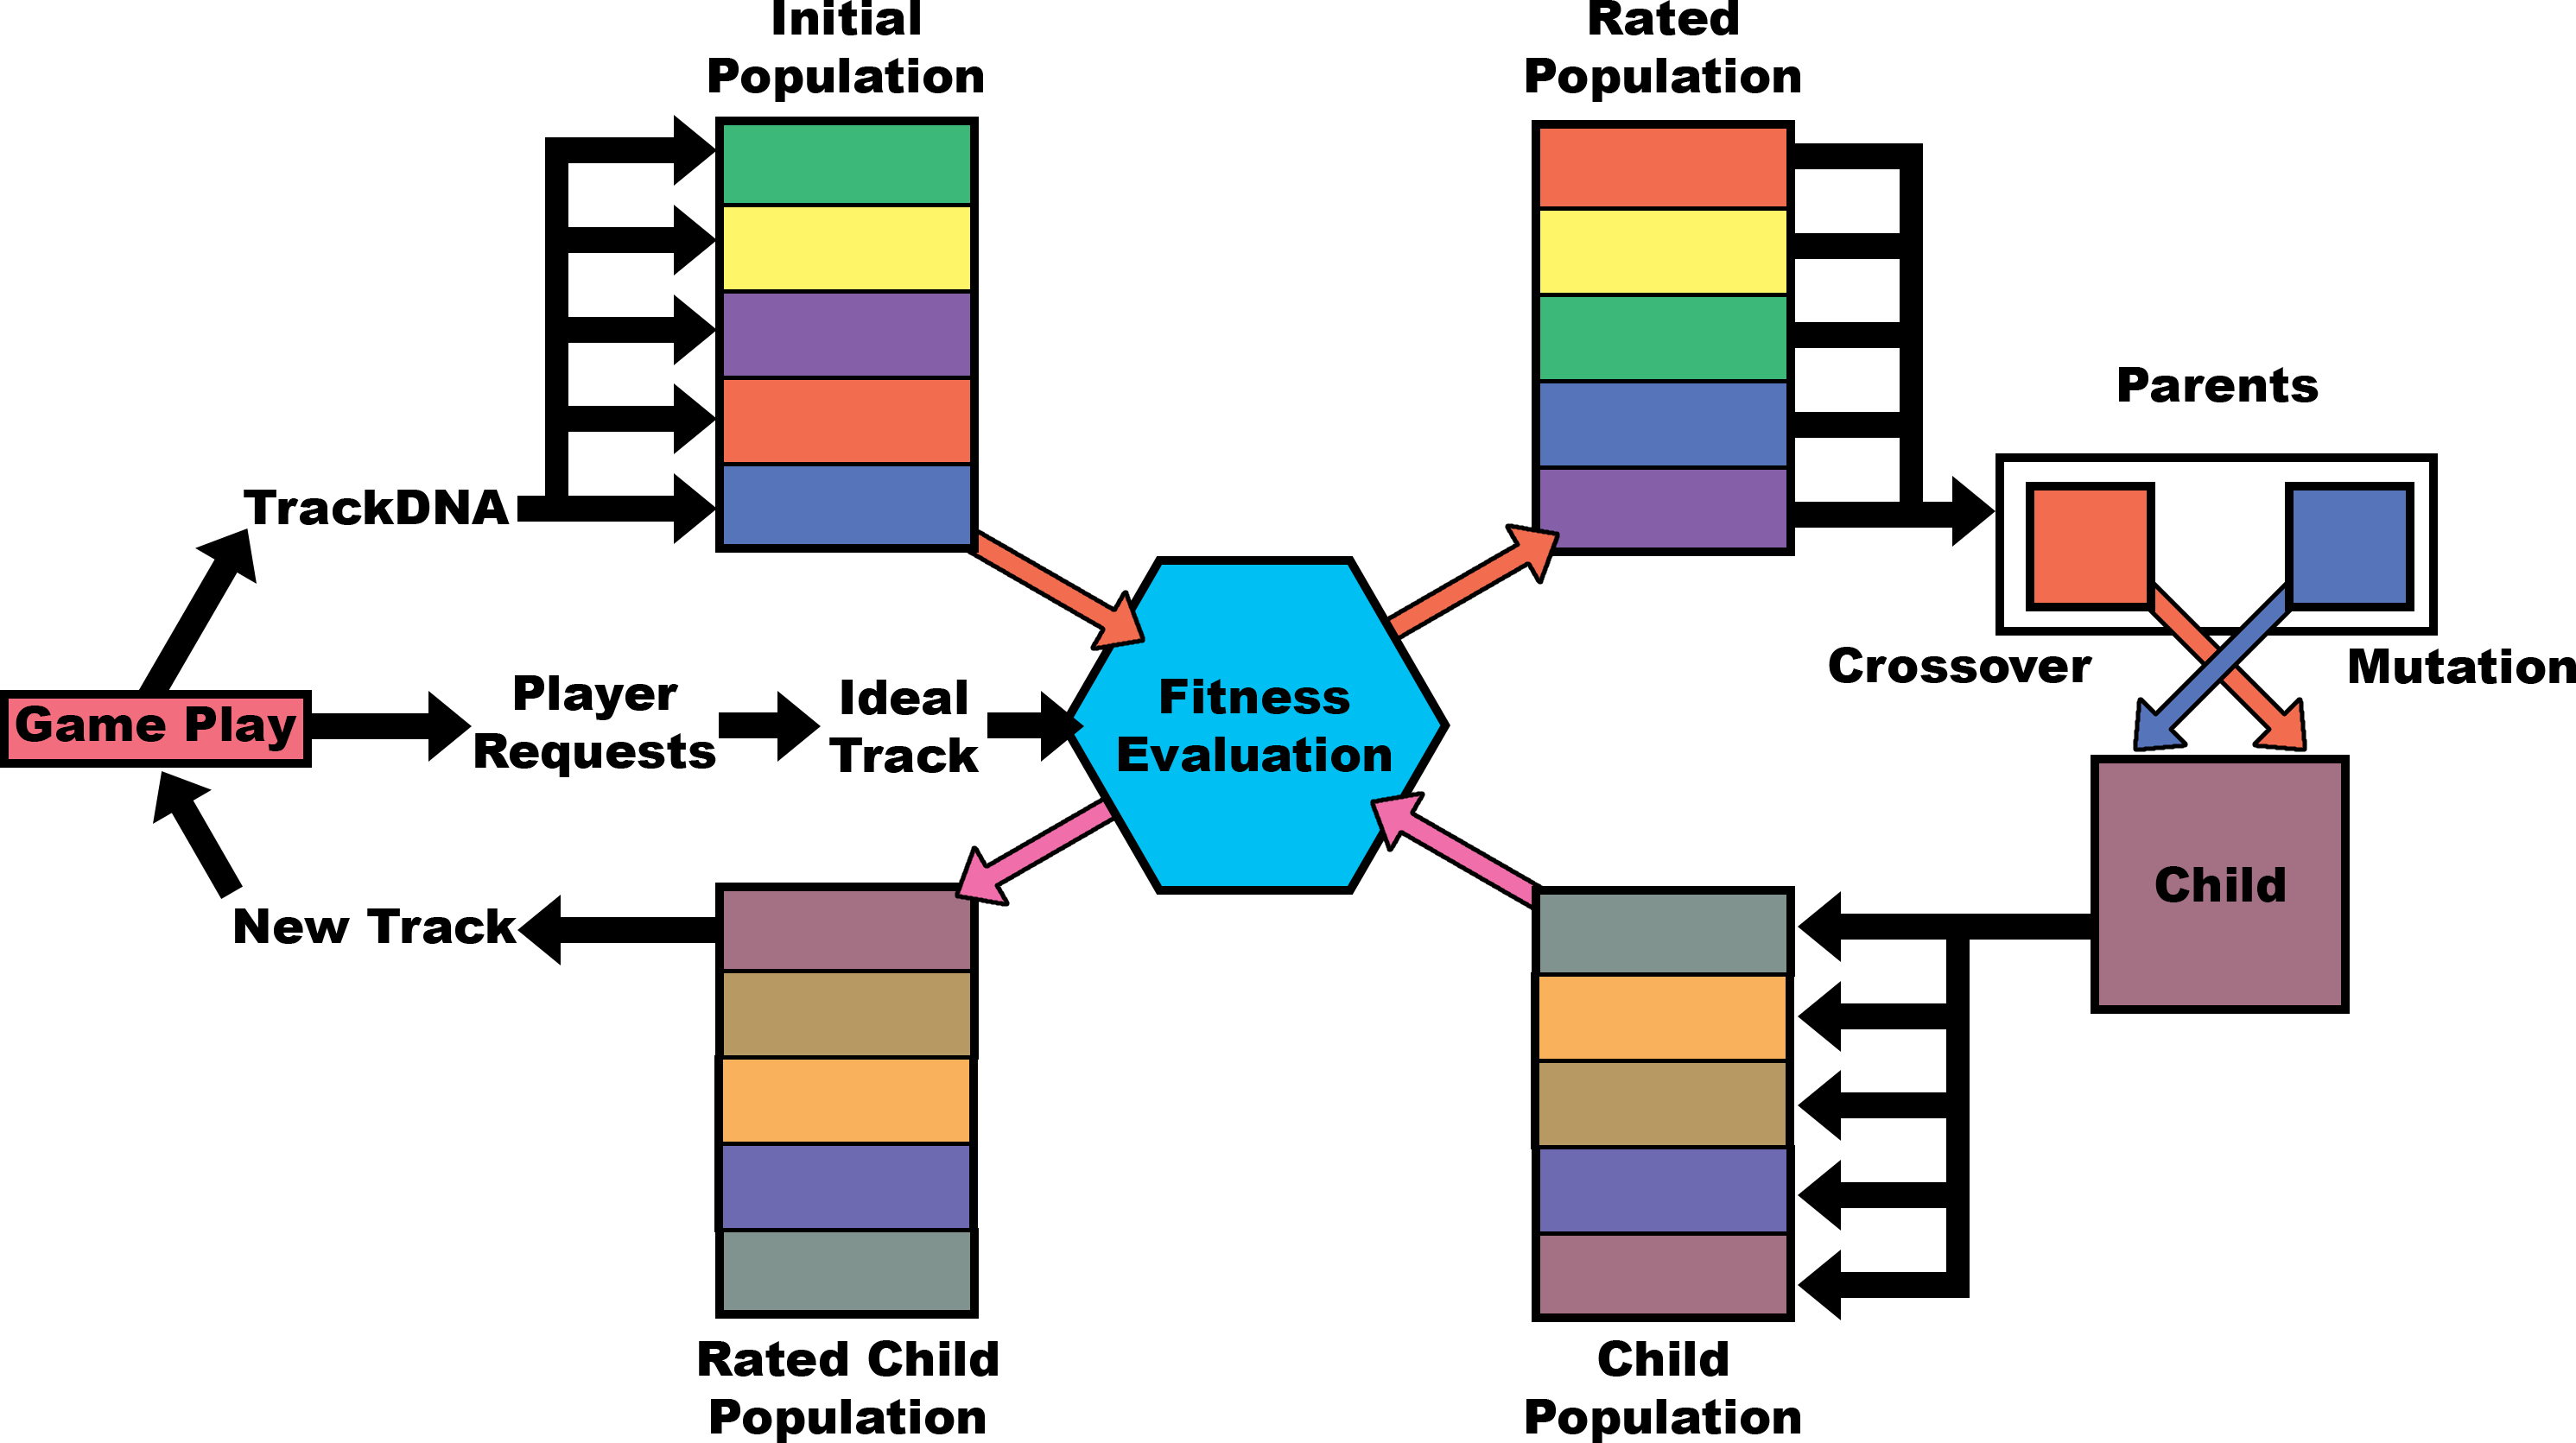 Initial
Population
Rated
Population
Parents
TrackDNA
Crossover
Mutation
Game Play
Player
Requests
Ideal
Track
Fitness
Evaluation
Child
New Track
Rated Child
Population
Child
Population